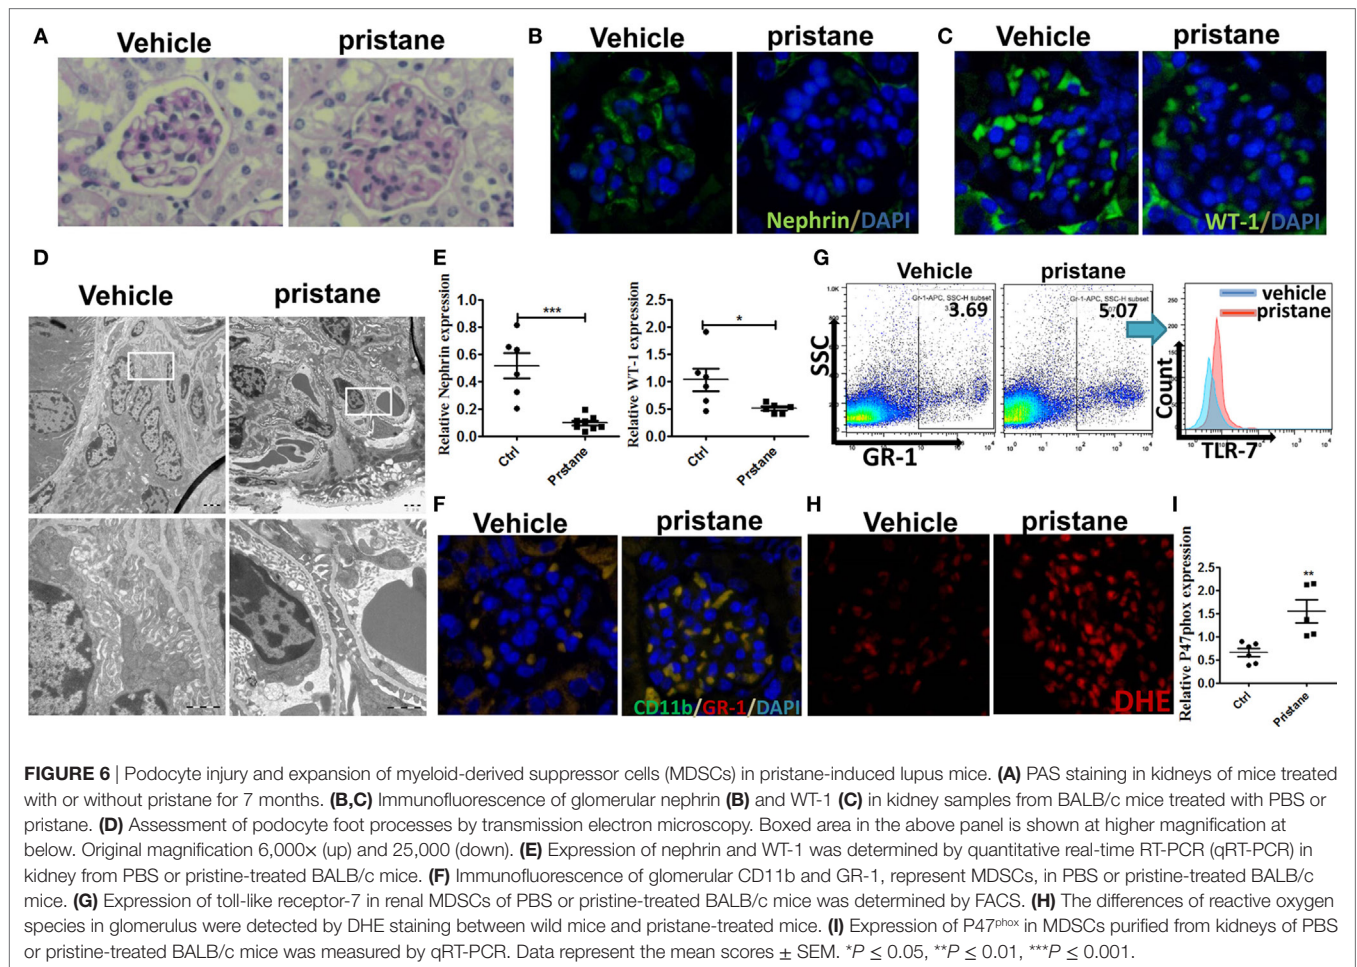 A
Vehicle
pristane
B
Vehicle
pristane
Nephrin/DAPI
C
Vehicle
pristane
WT-1/DAPI
D
Vehicle
pristane
E
Relative Nephrin expression
1.0
0.8
0.6
0.4
0.2
0.0
***
Ctrl
Prstane
Relative WT-1 expression
2.5
2.0
1.5
1.0
0.5
0.0
*
Ctrl
Prstane
G
Vehicle
pristane
Gr-1-APC, SSC-H subset
3.69
Gr-1-APC, SSC-H subset
5.07
SSC
GR-1
vehicle
pristane
Count
TLR-7
F
Vehicle
pristane
CD11b/GR-1/DAPI
H
Vehicle
pristane
DHE
I
Relative P47phox expression
2.5
2.0
1.5
1.0
0.5
0.0
**
Ctrl
Pristane
FIGURE 6 | Podocyte injury and expansion of myeloid-derived suppressor cells (MDSCs) in pristane-induced lupus mice. (A) PAS staining in kidneys of mice treated
with or without pristane for 7 months. (B,C) Immunofluorescence of glomerular nephrin (B) and WT-1 (C) in kidney samples from BALB/c mice treated with PBS or
pristane. (D) Assessment of podocyte foot processes by transmission electron microscopy. Boxed area in the above panel is shown at higher magnification at
below. Original magnification 6,000× (up) and 25,000 (down). (E) Expression of nephrin and WT-1 was determined by quantitative real-time RT-PCR (qRT-PCR) in
kidney from PBS or pristine-treated BALB/c mice. (F) Immunofluorescence of glomerular CD11b and GR-1, represent MDSCs, in PBS or pristine-treated BALB/c
mice. (G) Expression of toll-like receptor-7 in renal MDSCs of PBS or pristine-treated BALB/c mice was determined by FACS. (H) The differences of reactive oxygen
species in glomerulus were detected by DHE staining between wild mice and pristane-treated mice. (I) Expression of P47phox in MDSCs purified from kidneys of PBS
or pristine-treated BALB/c mice was measured by qRT-PCR. Data represent the mean scores ± SEM. *P ≤ 0.05, **P ≤ 0.01, ***P ≤ 0.001.